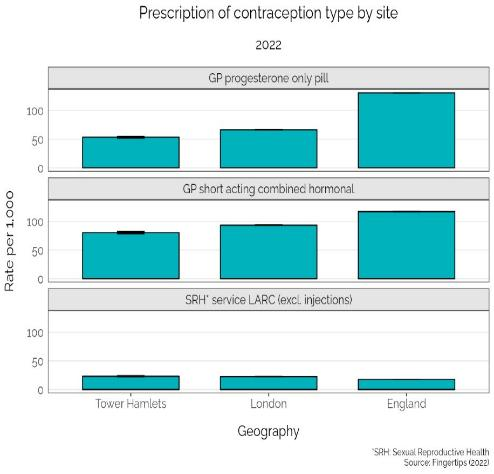 Prescription of contraception type by site
2022
GP progesterone only pill
100
50
0
GP short acting combined hormonal
100
50
0
SRH* service LARC (excl. injections)
100
50
0
Rate per 1,000
Tower Hamlets London England
Geography
*SRH: Sexual Reproductive Health
Source: Fingertips (2022)